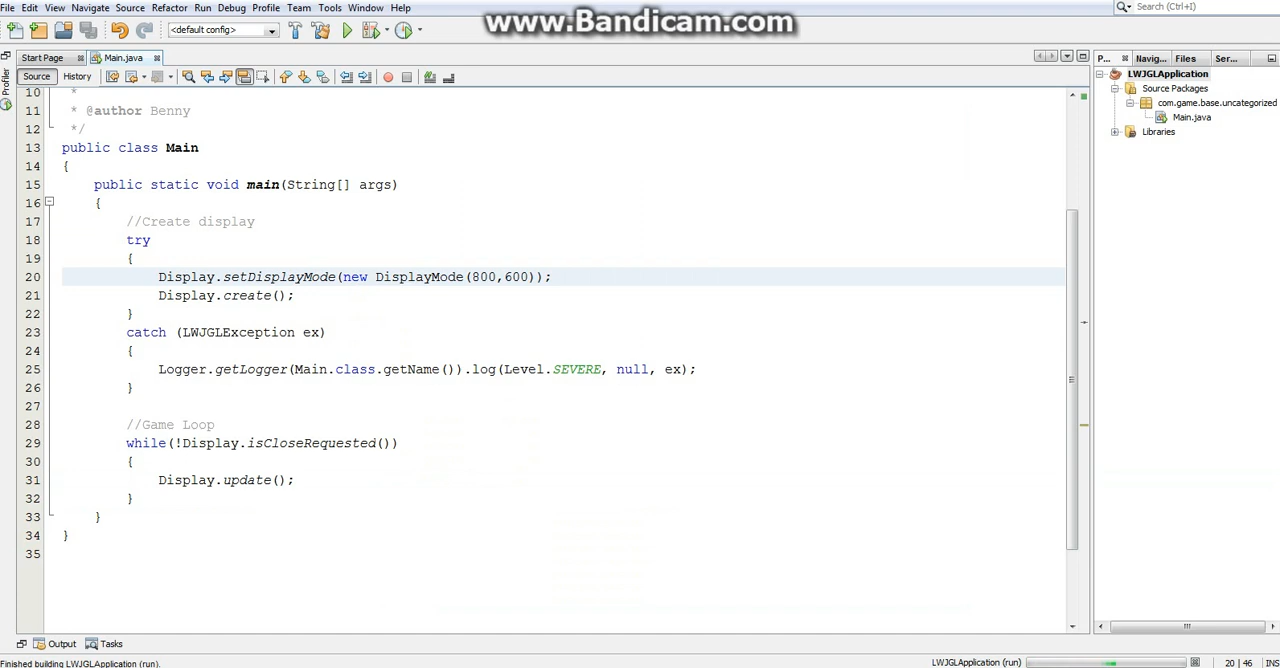 File Edit View Navigate Source Refactor Run Debug Profile Team Tools Window Help
www.Bandicam.com
Search (Ctrl+I)
<default config>
Start Page
Main.java
P...
Navig...
Files
Ser...
Source
History
Profiler
LWJGLApplication
Source Packages
com.game.base.uncategorized
Main.java
Libraries
10 *
11 * @author Benny
12 */
13 public class Main
14 {
15 public static void main(String[] args)
16 {
17 //Create display
18 try
19 {
20 Display.setDisplayMode(new DisplayMode(800,600));
21 Display.create();
22 }
23 catch (LWJGLException ex)
24 {
25 Logger.getLogger(Main.class.getName()).log(Level.SEVERE, null, ex);
26 }
27
28 //Game Loop
29 while(!Display.isCloseRequested())
30 {
31 Display.update();
32 }
33 }
34 }
35
Output
Tasks
Finished building LWJGLApplication (run).
LWJGLApplication (run)
20 | 46